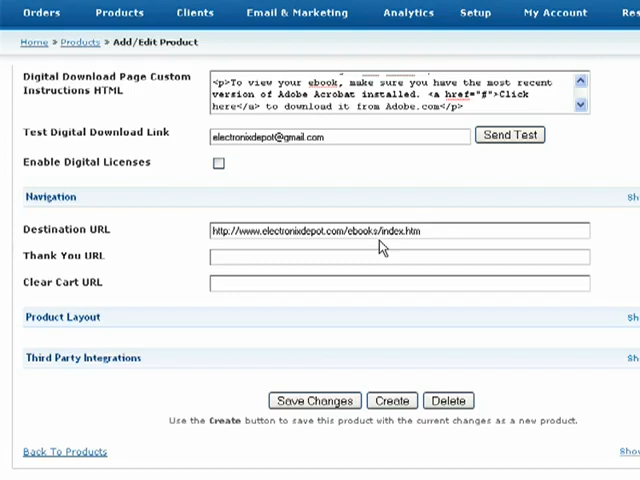 Orders Products Clients Email & Marketing Analytics Setup My Account Res
Home » Products » Add/Edit Product
Digital Download Page Custom Instructions HTML
<p>To view your ebook, make sure you have the most recent
version of Adobe Acrobat installed. <a href="#">Click
here</a> to download it from Adobe.com</p>
Test Digital Download Link electronixdepot@gmail.com Send Test
Enable Digital Licenses
Navigation Sh
Destination URL http://www.electronixdepot.com/ebooks/index.htm
Thank You URL
Clear Cart URL
Product Layout Sh
Third Party Integrations Sh
Save Changes Create Delete
Use the Create button to save this product with the current changes as a new product.
Back To Products Show